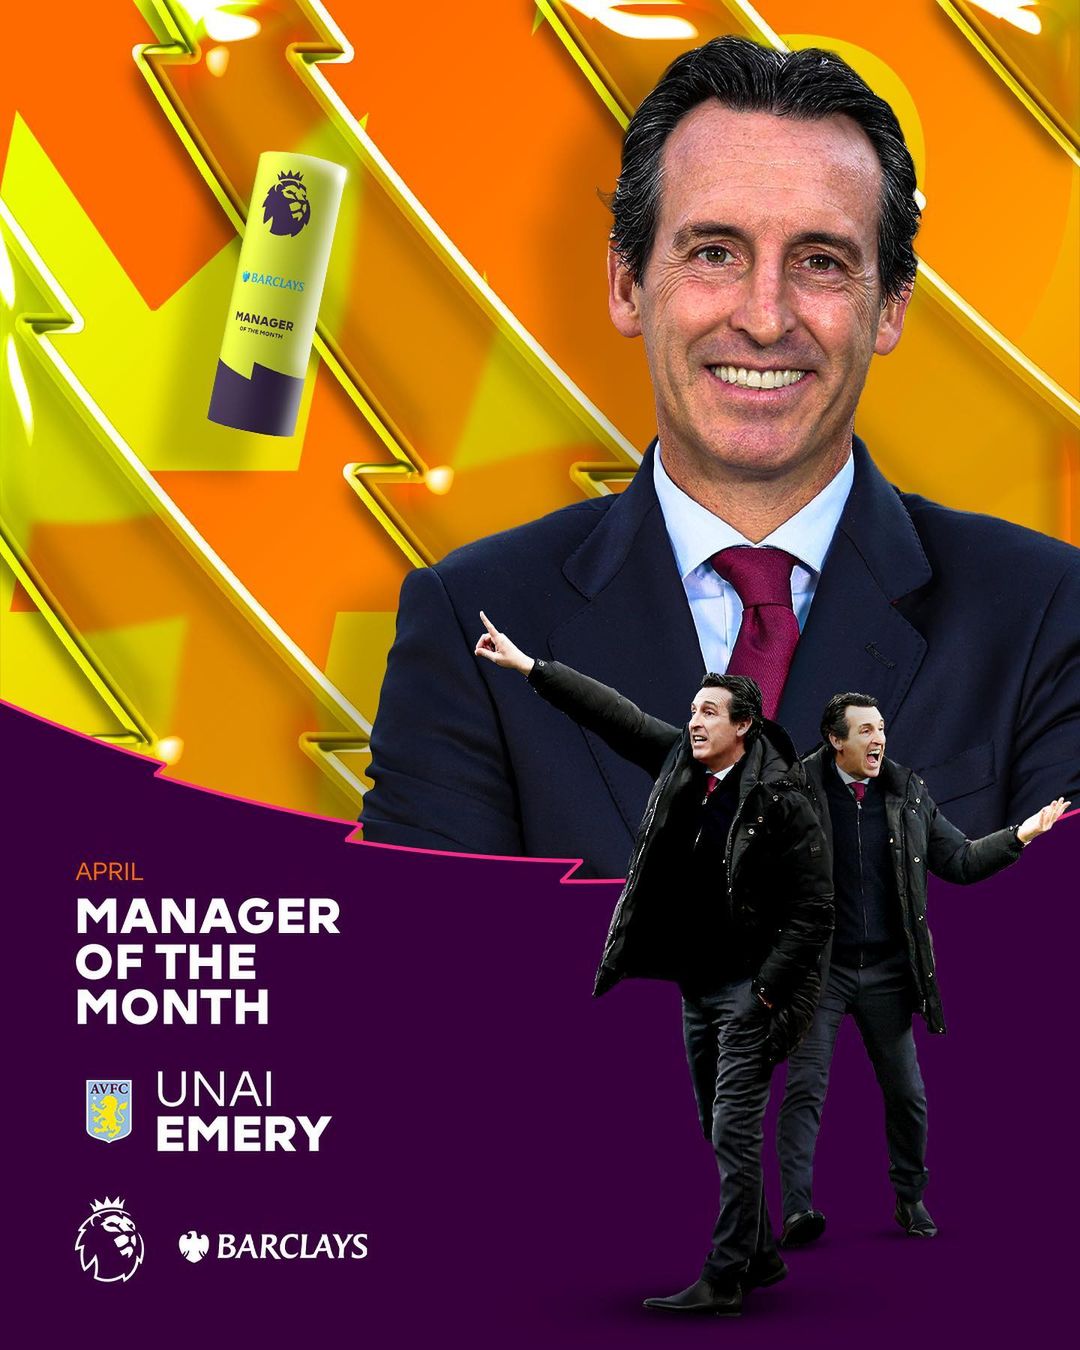 BARCLAYS
MANAGER
OF THE MONTH
APRIL
MANAGER
OF THE
MONTH
AVFC
UNAI
EMERY
BARCLAYS